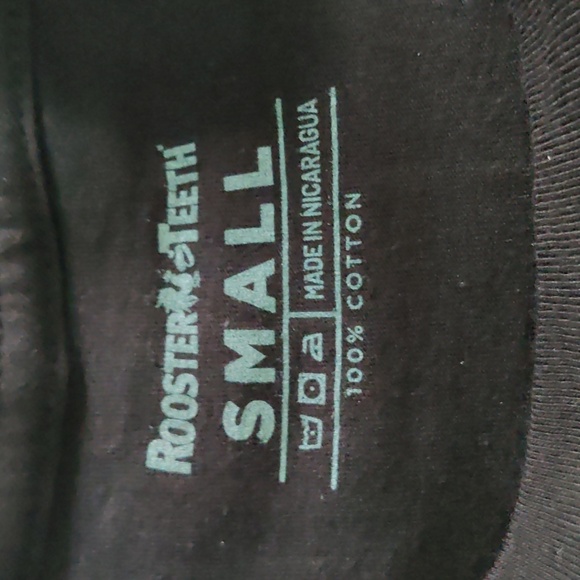 ROOSTER TEETH
SMALL
MADE IN NICARAGUA
100% COTTON